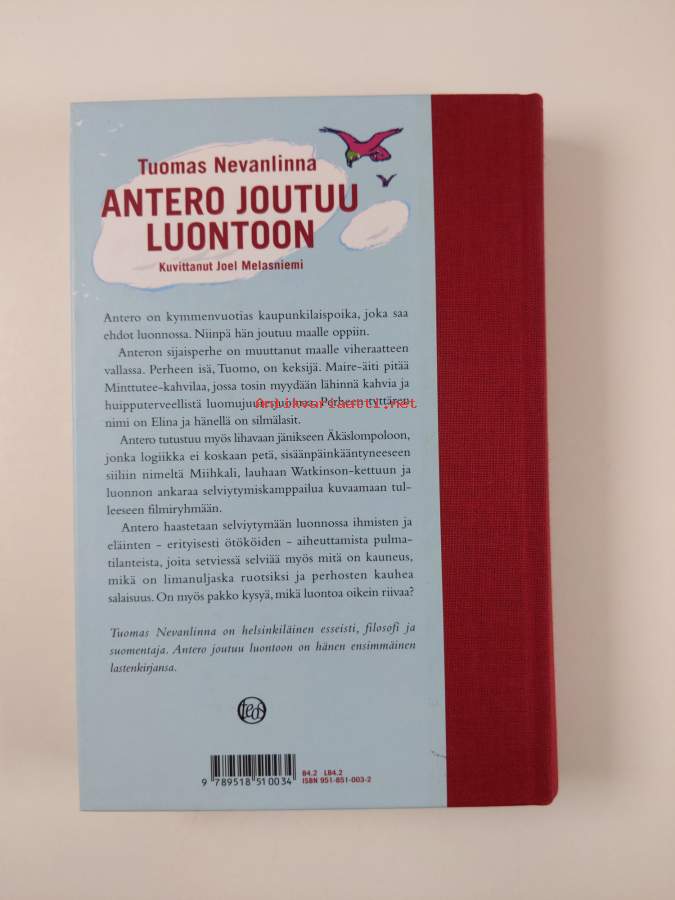 Tuomas Nevanlinna
ANTERO JOUTUU
LUONTOON
Kuvittanut Joel Melasniemi
Antero on kymmenvuotias kaupunkilaispoika, joka saa
ehdot luonnossa. Niinpä hän joutuu maalle oppiin.
Anteron sijaisperhe on muuttanut maalle viheraatteen
vallassa. Perheen isä, Tuomo, on keksijä. Maire-äiti pitää
Minttutee-kahvilaa, jossa tosin myydään lähinnä kahvia ja
huipputerveellistä Perheen tyttären
antikvariaatti.net
nimi on Elina ja hänellä on silmälasit.
Antero tutustuu myös lihavaan jänikseen Äkäslompoloon,
jonka logiikka ei koskaan petä, sisäänpäinkääntyneeseen
siiliin nimeltä Miihkali, lauhaan Watkinson-kettuun ja
luonnon ankaraa selviytymiskamppailua kuvaamaan tul-
leeseen filmiryhmään.
Antero haastetaan selviytymään luonnossa ihmisten ja
eläinten – erityisesti ötököiden – aiheuttamista pulma-
tilanteista, joita setviessä selviää myös mitä on kauneus,
mikä on limanuljaska ruotsiksi ja perhosten kauhea
salaisuus. On myös pakko kysyä, mikä luontoa oikein riivaa?
Tuomas Nevanlinna on helsinkiläinen esseisti, filosofi ja
suomentaja. Antero joutuu luontoon on hänen ensimmäinen
lastenkirjansa.
teos
84.2 L84.2
ISBN 951-851-003-2
9 789518 510034